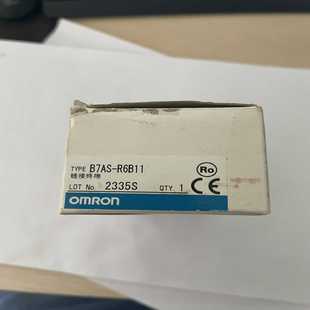 TYPE B7AS-R6B11
Ro
LOT No. 2335S
QTY. 1 CE
OMRON